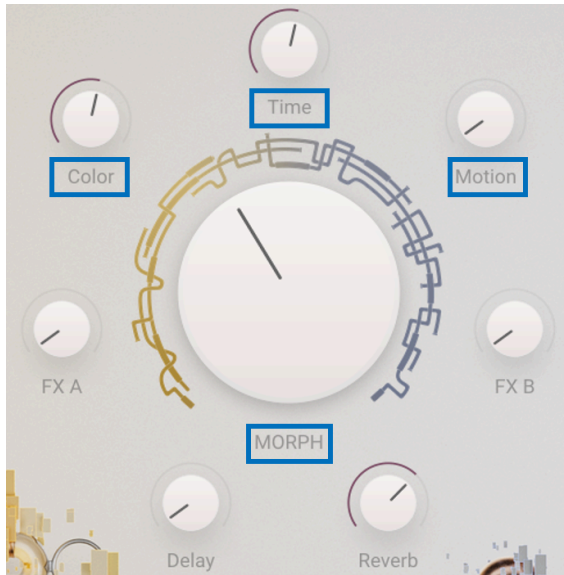 Time
Color
Motion
FX A
FX B
MORPH
Delay
Reverb